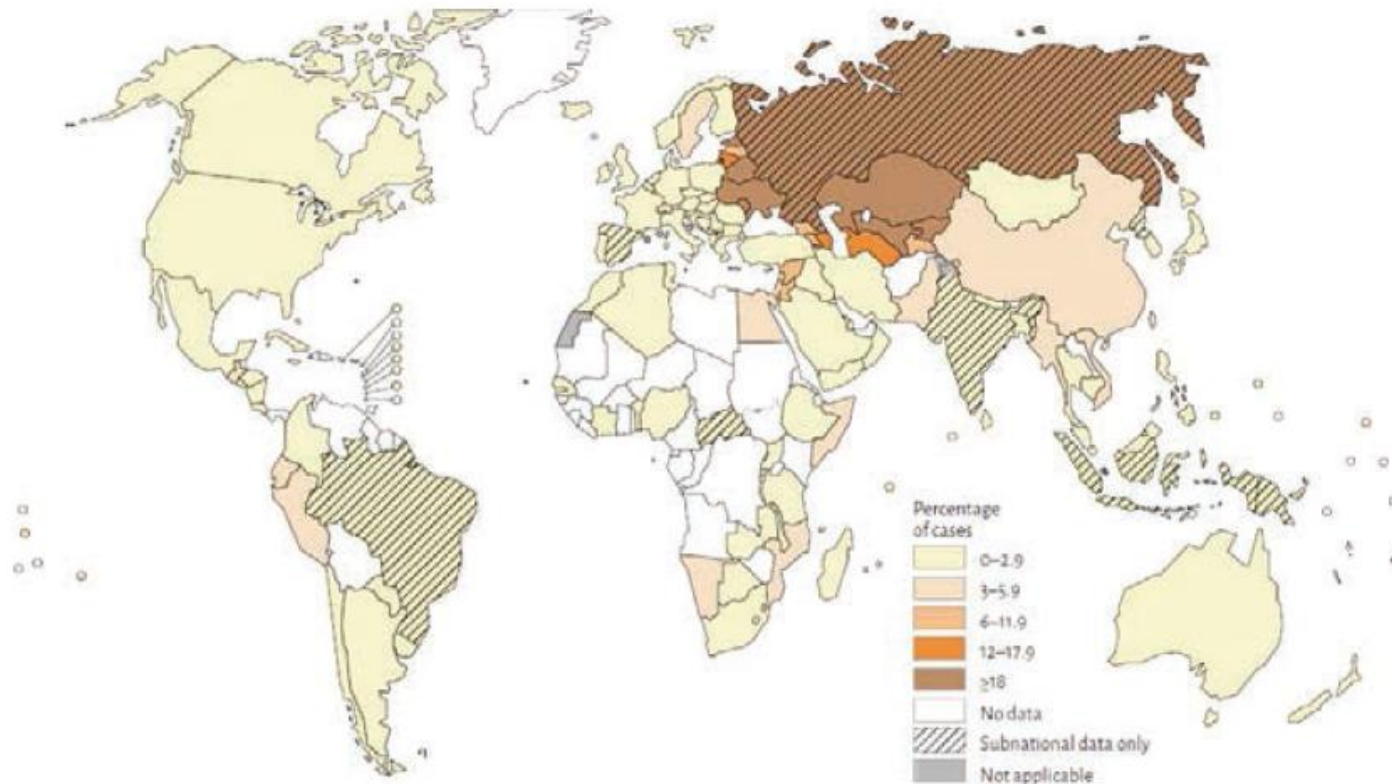 Percentage
of cases
0–2.9
3–5.9
6–11.9
12–17.9
≥18
No data
Subnational data only
Not applicable